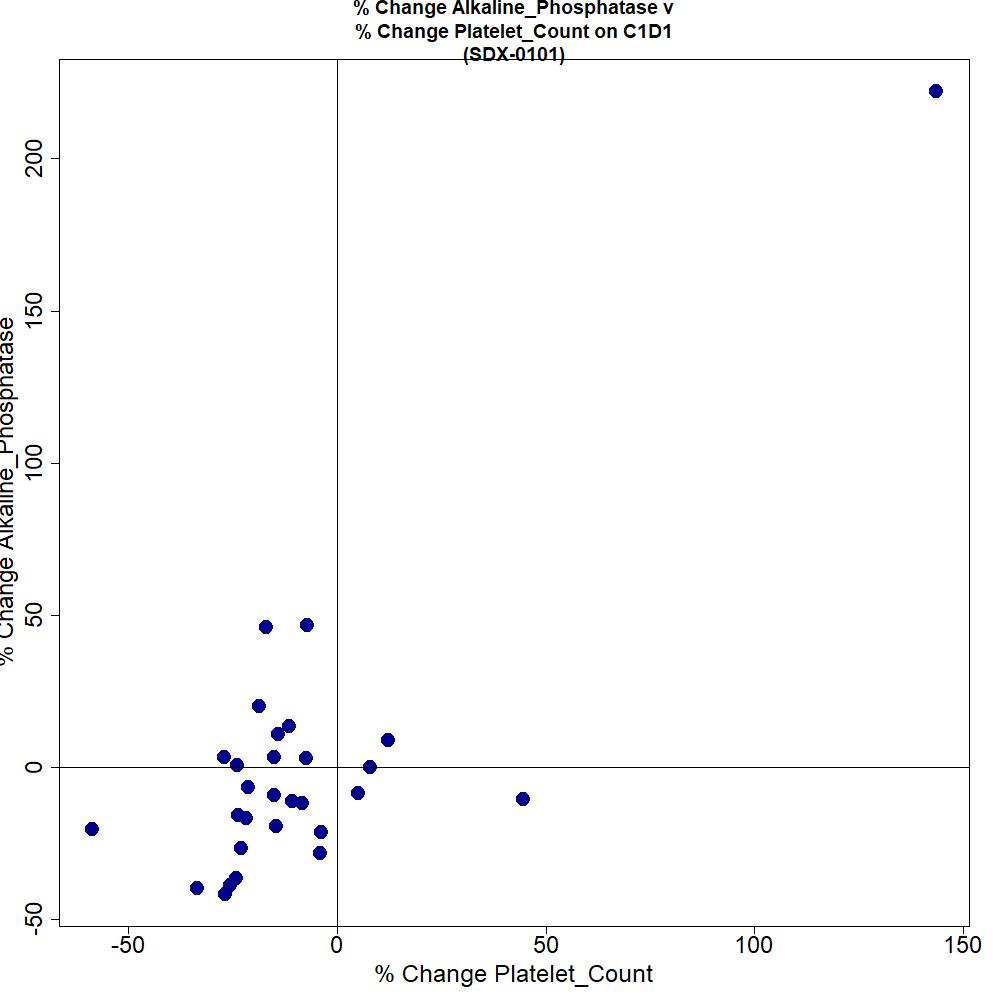 % Change Alkaline_Phosphatase v
% Change Platelet_Count on C1D1
(SDX-0101)
200
150
100
50
0
-50
% Change Alkaline_Phosphatase
-50
0
50
100
150
% Change Platelet_Count